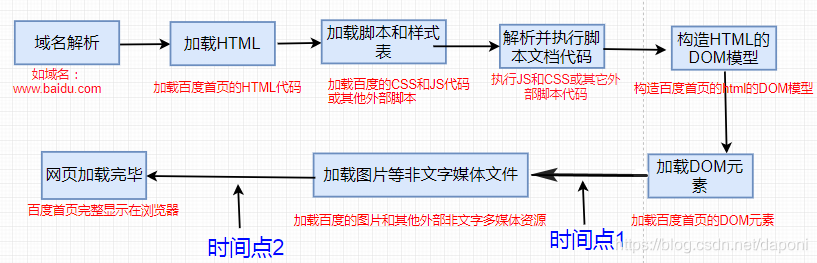 域名解析
如域名：
www.baidu.com
加载HTML
加载百度首页的HTML代码
加载脚本和样式
表
加载百度的CSS和JS代码
或其他外部脚本
解析并执行脚
本文档代码
执行JS和CSS或其它外
部脚本代码
构造HTML的
DOM模型
构造百度首页的html的DOM模型
加载DOM元
素
加载百度首页的DOM元素
时间点1
加载图片等非文字媒体文件
加载百度的图片和其他外部非文字多媒体资源
时间点2
网页加载完毕
百度首页完整显示在浏览器
https://blog.csdn.net/daponi